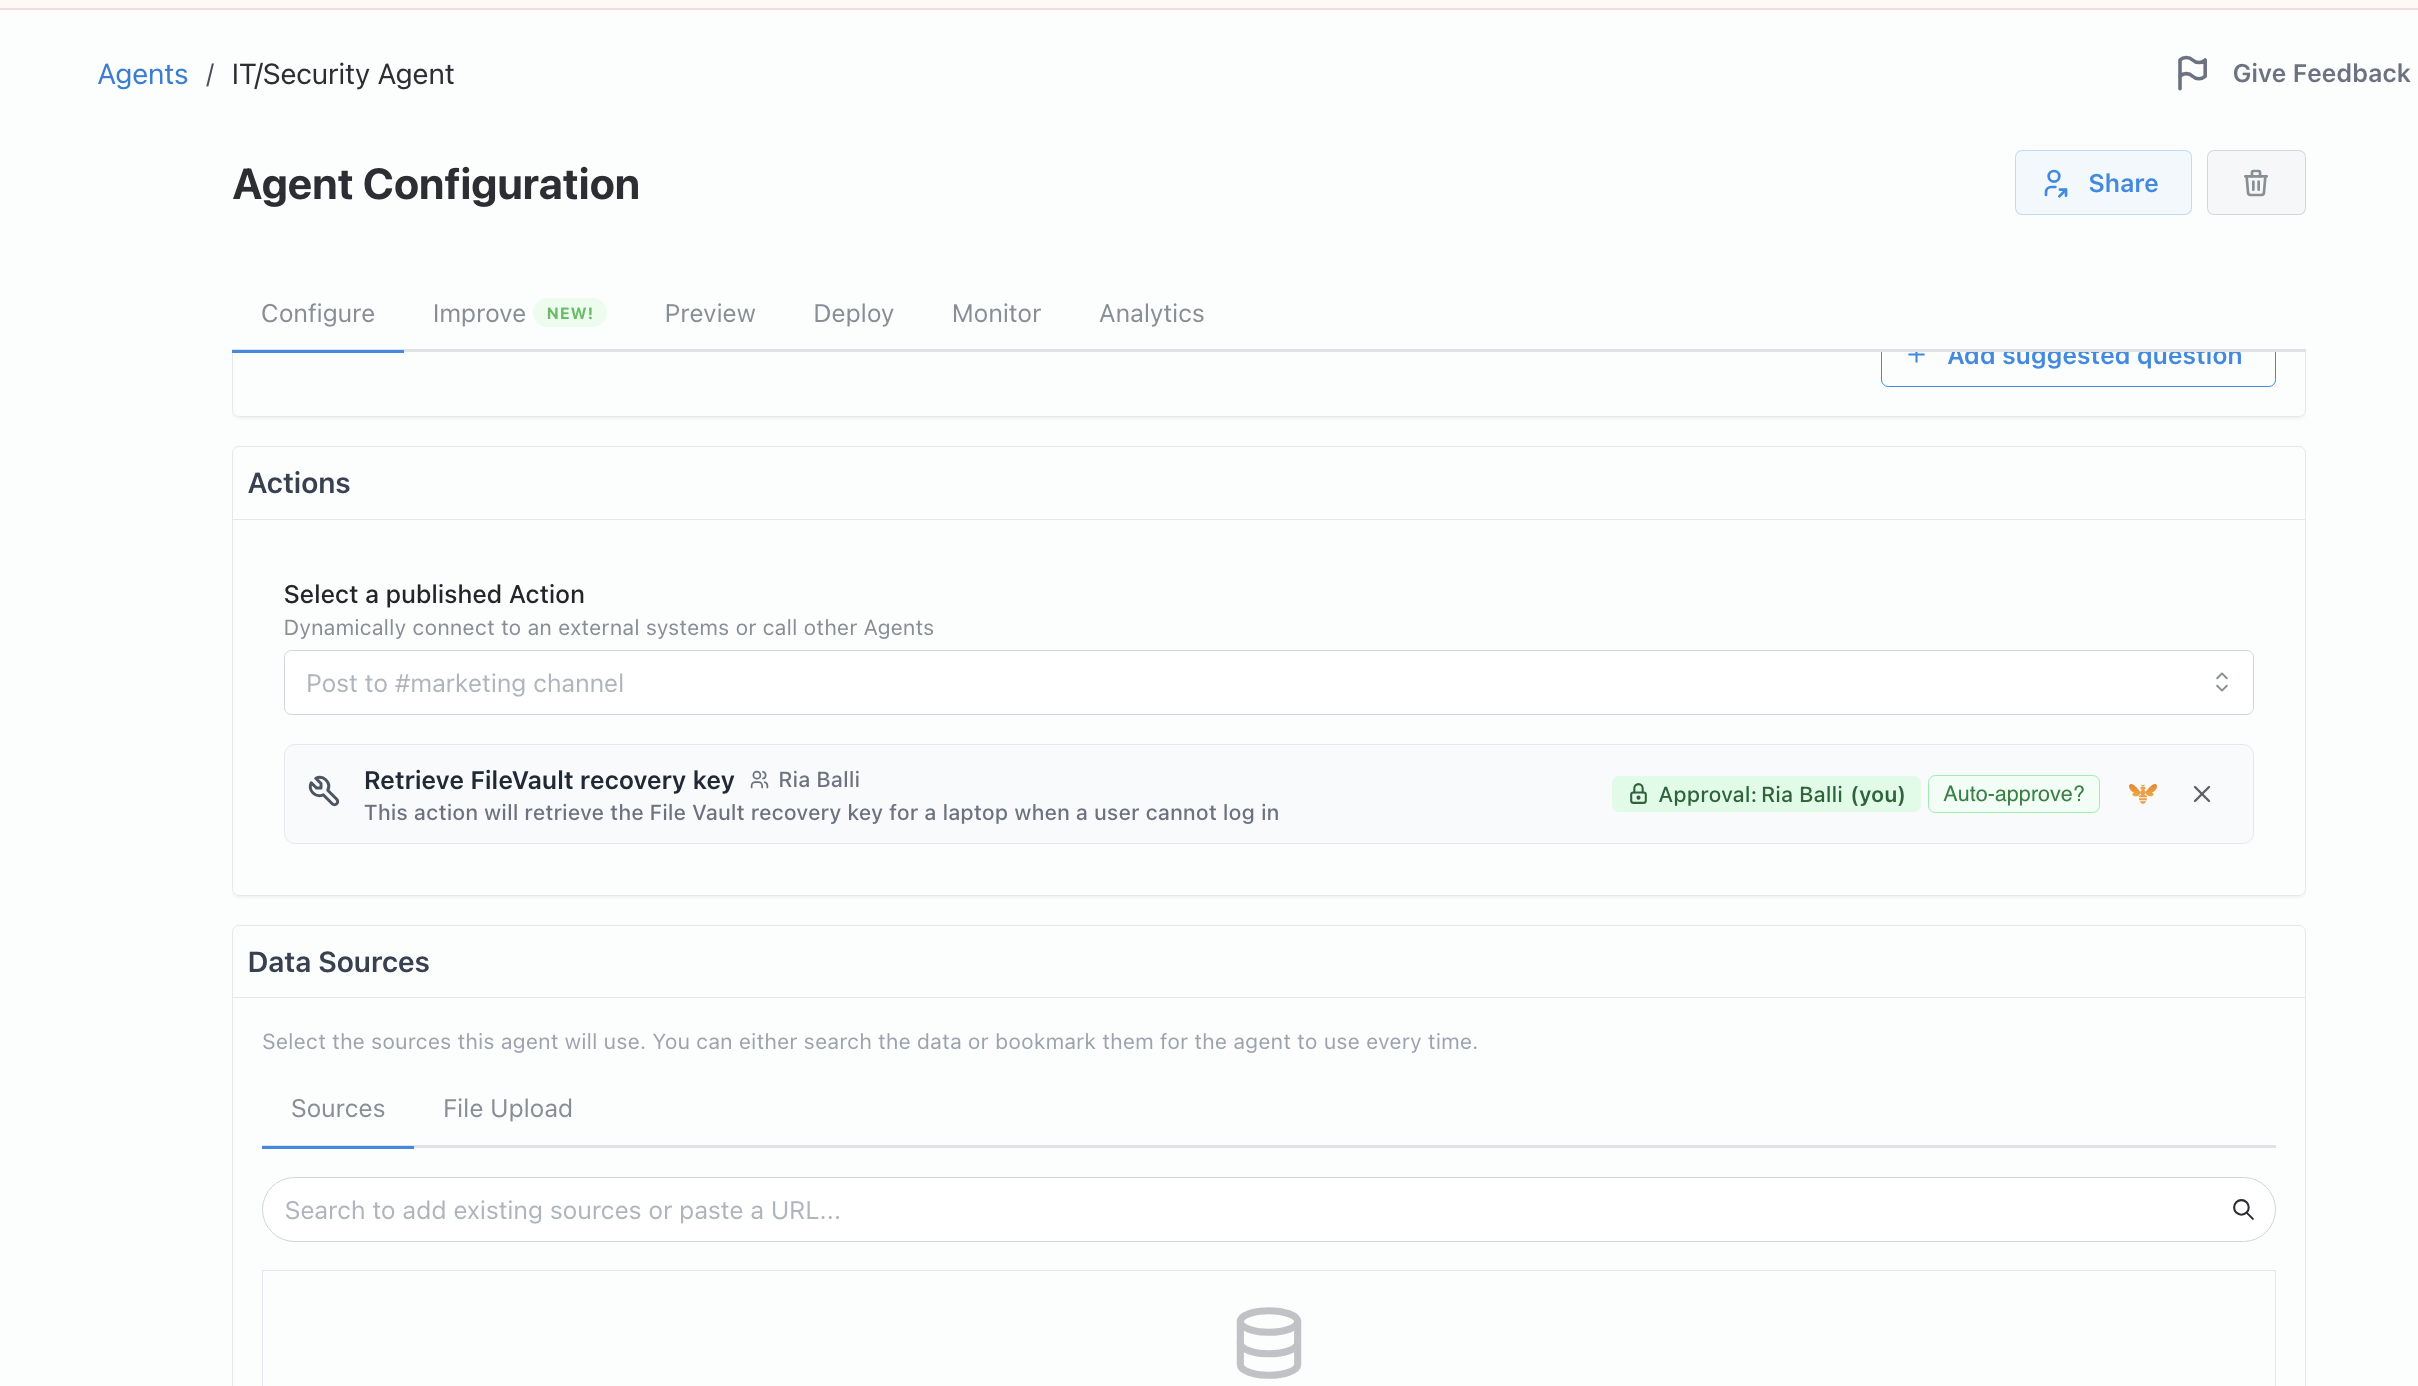 Agents / IT/Security Agent
Give Feedback
Agent Configuration
Share
Configure
Improve NEW!
Preview
Deploy
Monitor
Analytics
+ Add suggested question
Actions
Select a published Action
Dynamically connect to an external systems or call other Agents
Post to #marketing channel
Retrieve FileVault recovery key Ria Balli
This action will retrieve the File Vault recovery key for a laptop when a user cannot log in
Approval: Ria Balli (you)
Auto-approve?
Data Sources
Select the sources this agent will use. You can either search the data or bookmark them for the agent to use every time.
Sources
File Upload
Search to add existing sources or paste a URL...